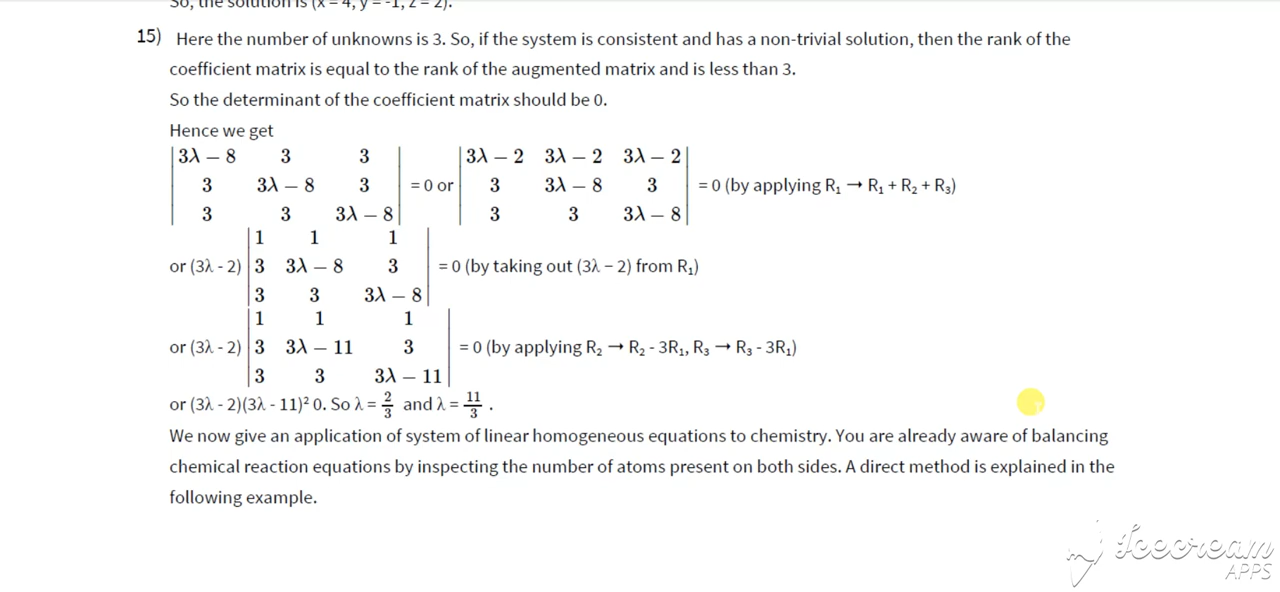 So, the solution is (x = 4, y = -1, z = 2).
15) Here the number of unknowns is 3. So, if the system is consistent and has a non-trivial solution, then the rank of the
coefficient matrix is equal to the rank of the augmented matrix and is less than 3.
So the determinant of the coefficient matrix should be 0.
Hence we get
|3λ − 8 3 3| |3λ − 2 3λ − 2 3λ − 2|
|3 3λ − 8 3| = 0 or |3 3λ − 8 3| = 0 (by applying R₁ → R₁ + R₂ + R₃)
|3 3 3λ − 8| |3 3 3λ − 8|
|1 1 1|
or (3λ - 2) |3 3λ − 8 3| = 0 (by taking out (3λ − 2) from R₁)
|3 3 3λ − 8|
|1 1 1|
or (3λ - 2) |3 3λ − 11 3| = 0 (by applying R₂ → R₂ - 3R₁, R₃ → R₃ - 3R₁)
|3 3 3λ − 11|
or (3λ - 2)(3λ - 11)² 0. So λ = 2/3 and λ = 11/3 .
We now give an application of system of linear homogeneous equations to chemistry. You are already aware of balancing
chemical reaction equations by inspecting the number of atoms present on both sides. A direct method is explained in the
following example.
Icecream
APPS